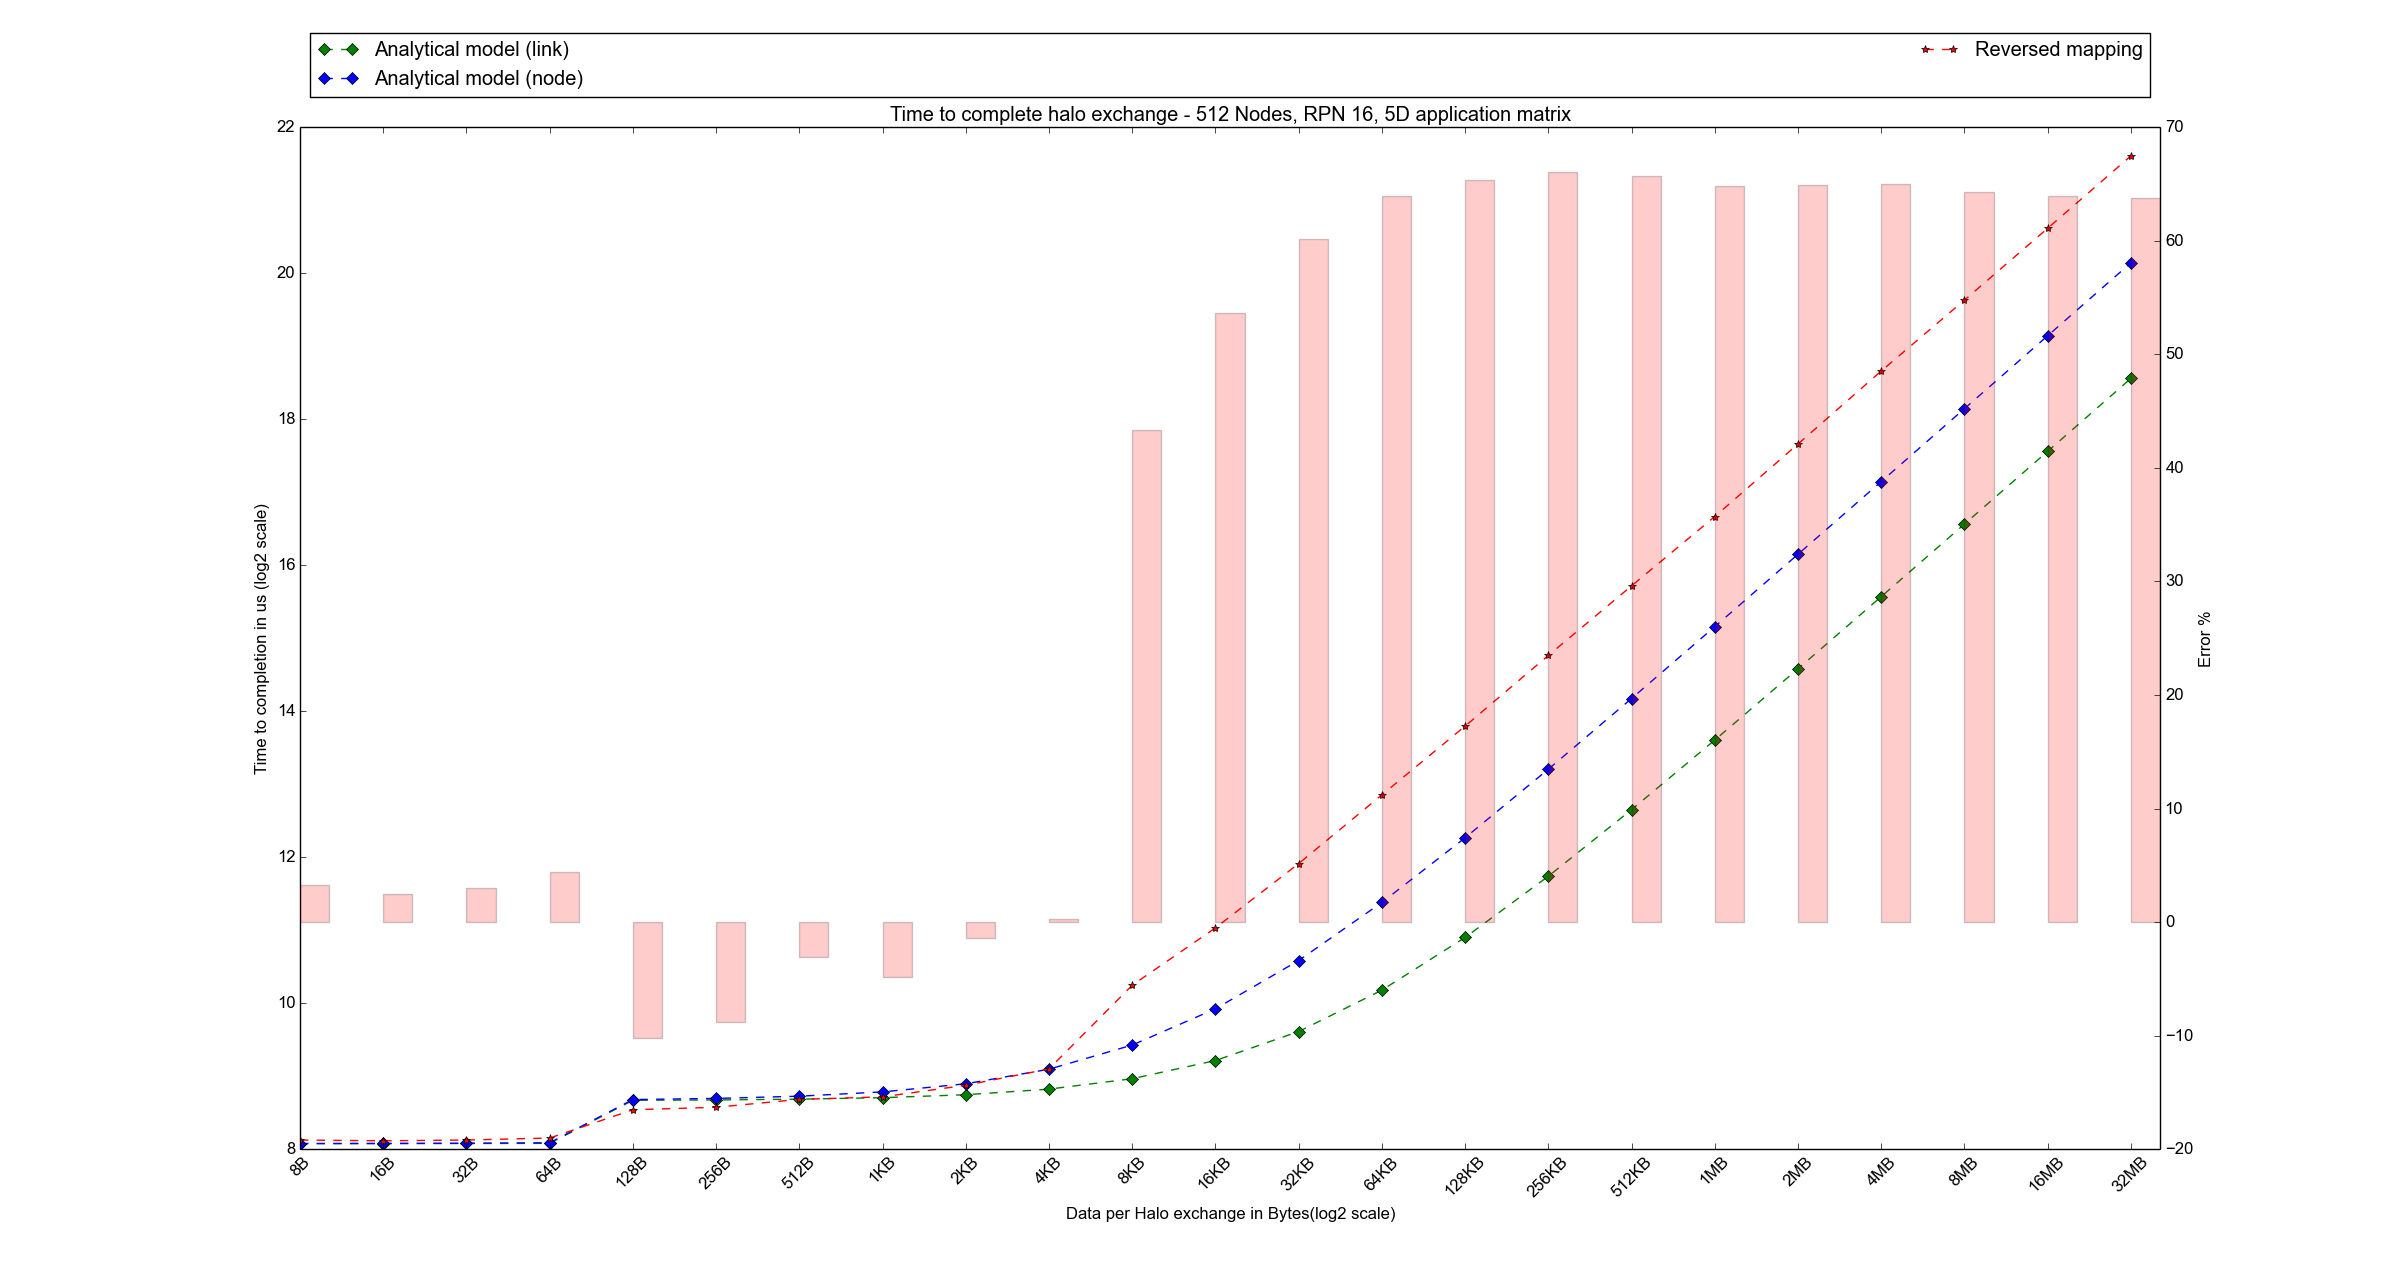 Analytical model (link)
Analytical model (node)
Reversed mapping
Time to complete halo exchange - 512 Nodes, RPN 16, 5D application matrix
22
20
18
16
14
12
10
8
Time to completion in us (log2 scale)
70
60
50
40
30
20
10
0
−10
−20
Error %
8B
16B
32B
64B
128B
256B
512B
1KB
2KB
4KB
8KB
16KB
32KB
64KB
128KB
256KB
512KB
1MB
2MB
4MB
8MB
16MB
32MB
Data per Halo exchange in Bytes(log2 scale)